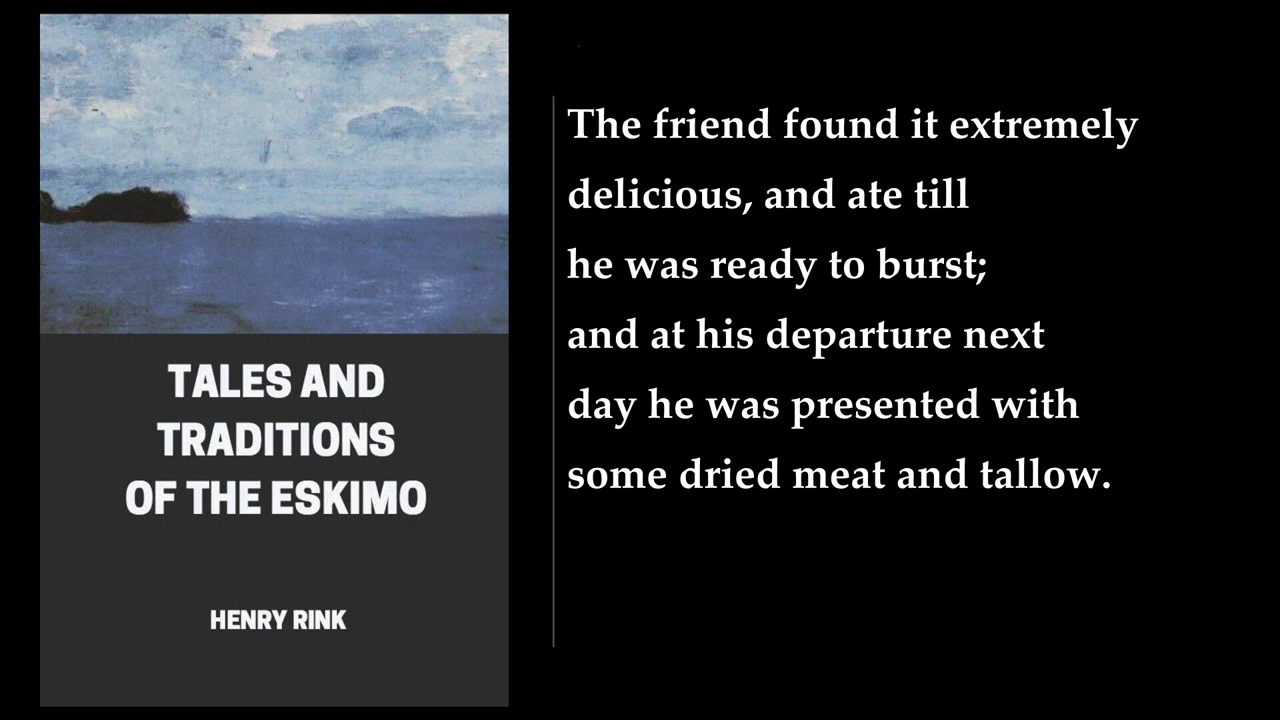 TALES AND
TRADITIONS
OF THE ESKIMO
HENRY RINK
The friend found it extremely
delicious, and ate till
he was ready to burst;
and at his departure next
day he was presented with
some dried meat and tallow.